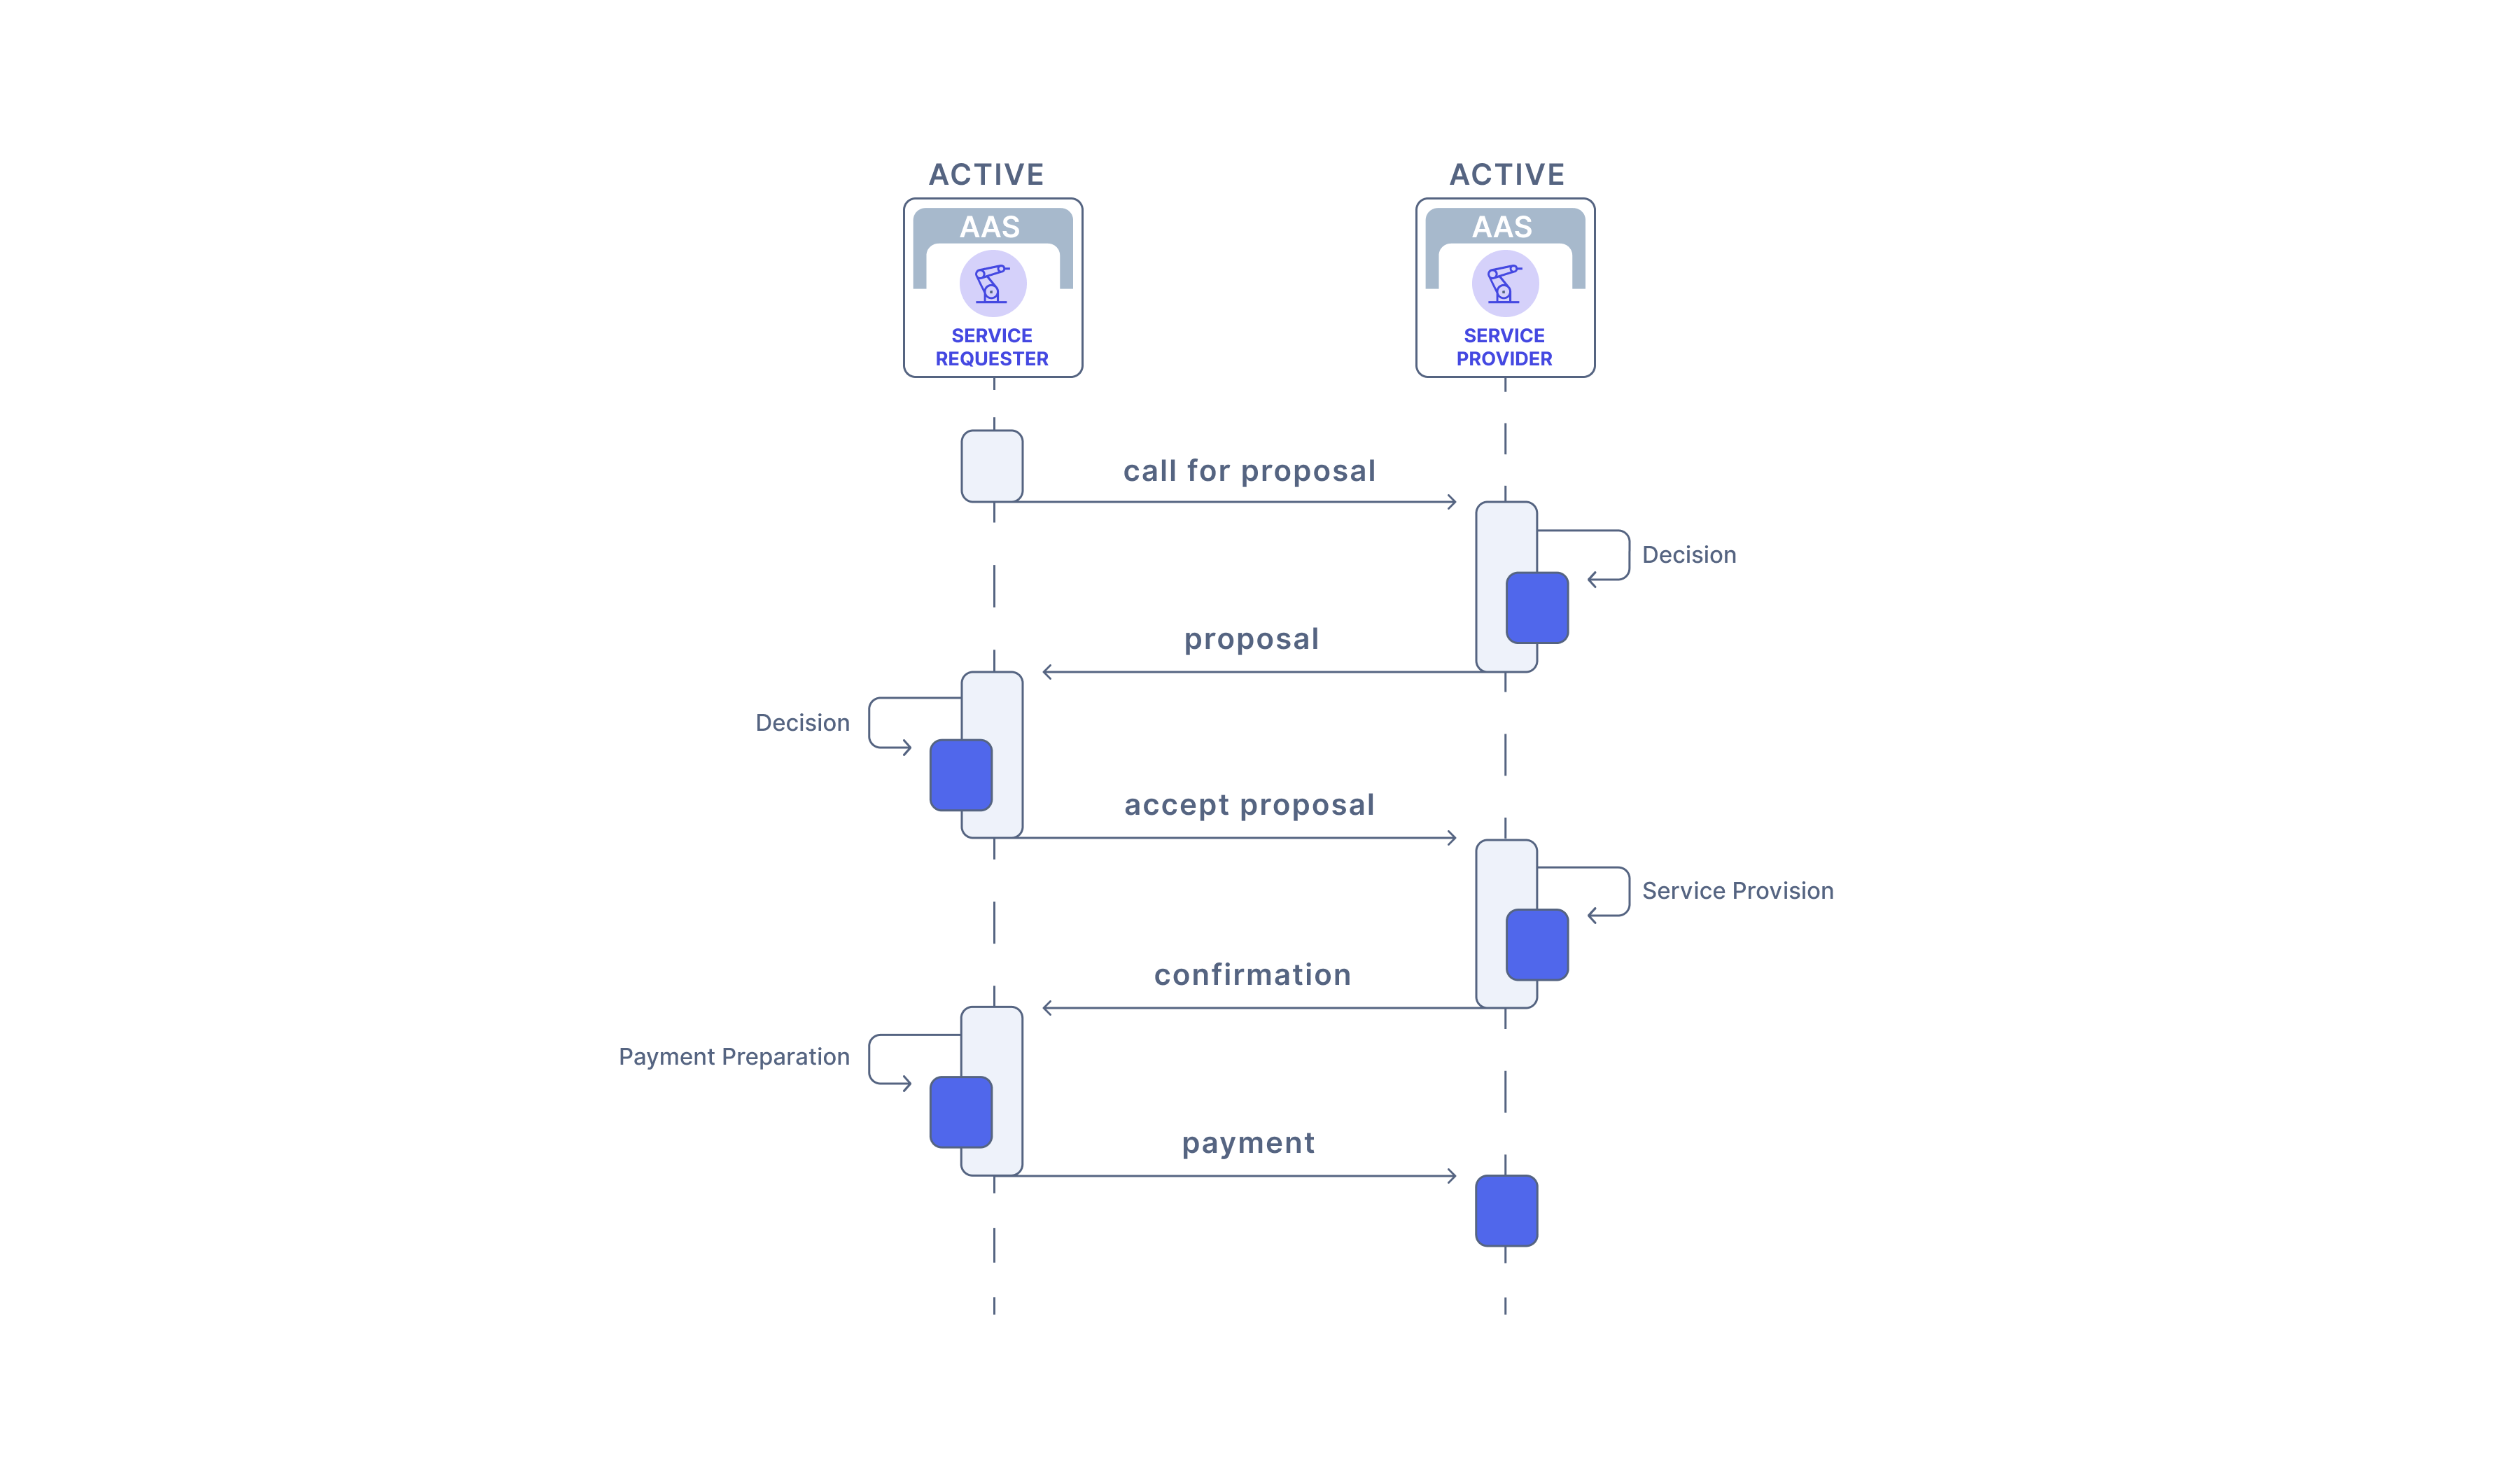 ACTIVE
ACTIVE
AAS
AAS
SERVICE
REQUESTER
SERVICE
PROVIDER
call for proposal
Decision
proposal
Decision
accept proposal
Service Provision
confirmation
Payment Preparation
payment